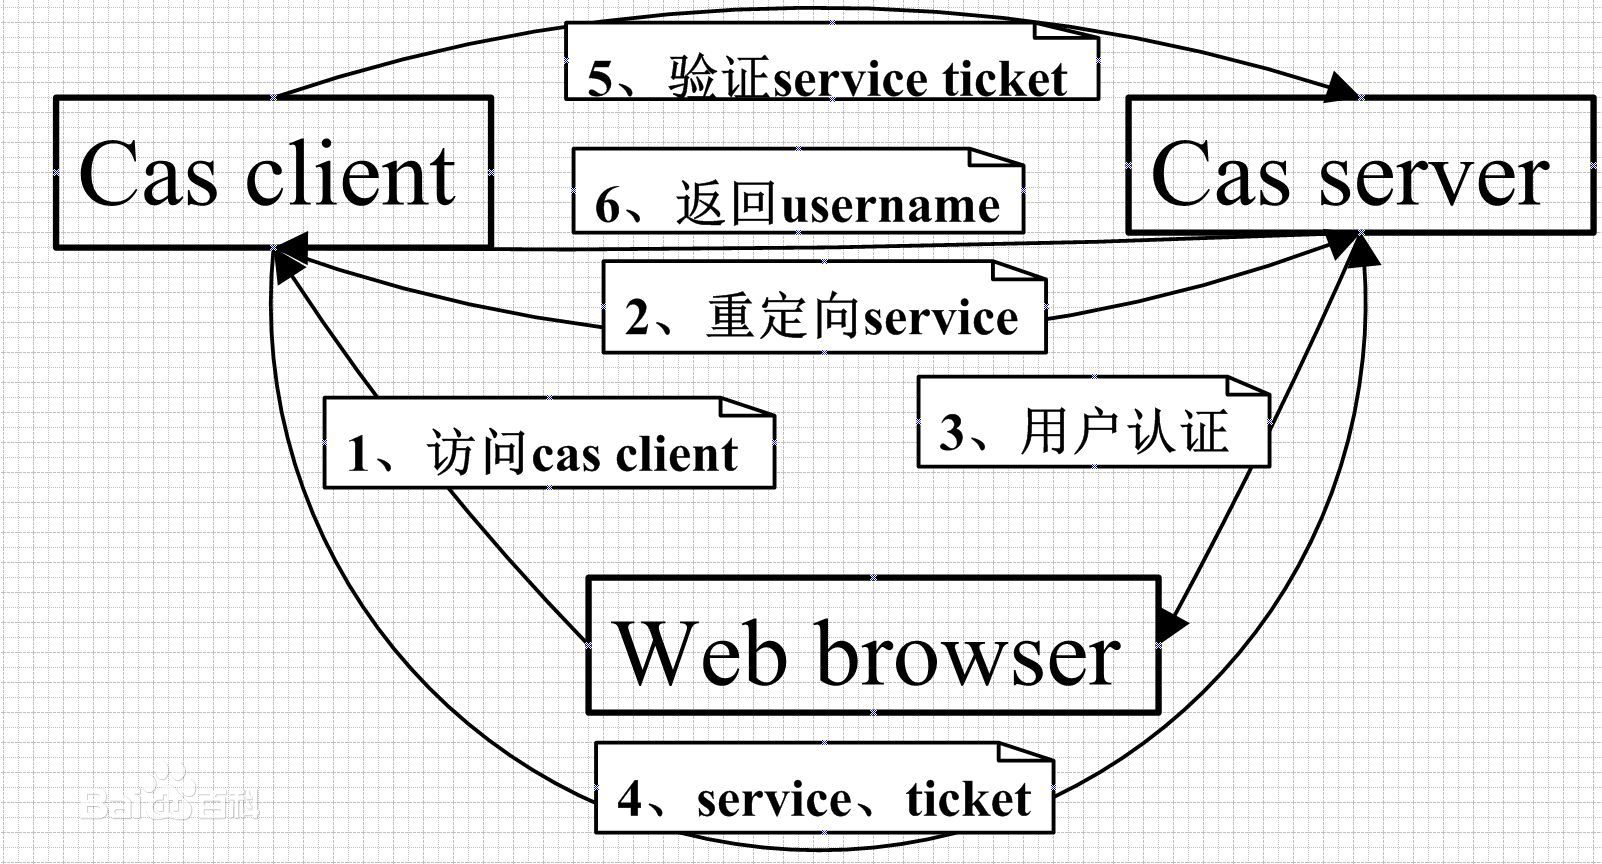 5、验证service ticket
Cas client
Cas server
6、返回username
2、重定向service
3、用户认证
1、访问cas client
Web browser
4、service、ticket
Bai百科